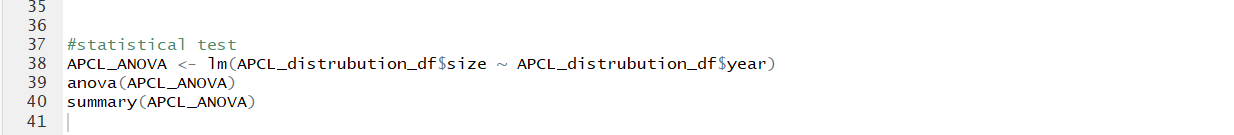 35
36
37 #statistical test
38 APCL_ANOVA <- lm(APCL_distrubution_df$size ~ APCL_distrubution_df$year)
39 anova(APCL_ANOVA)
40 summary(APCL_ANOVA)
41